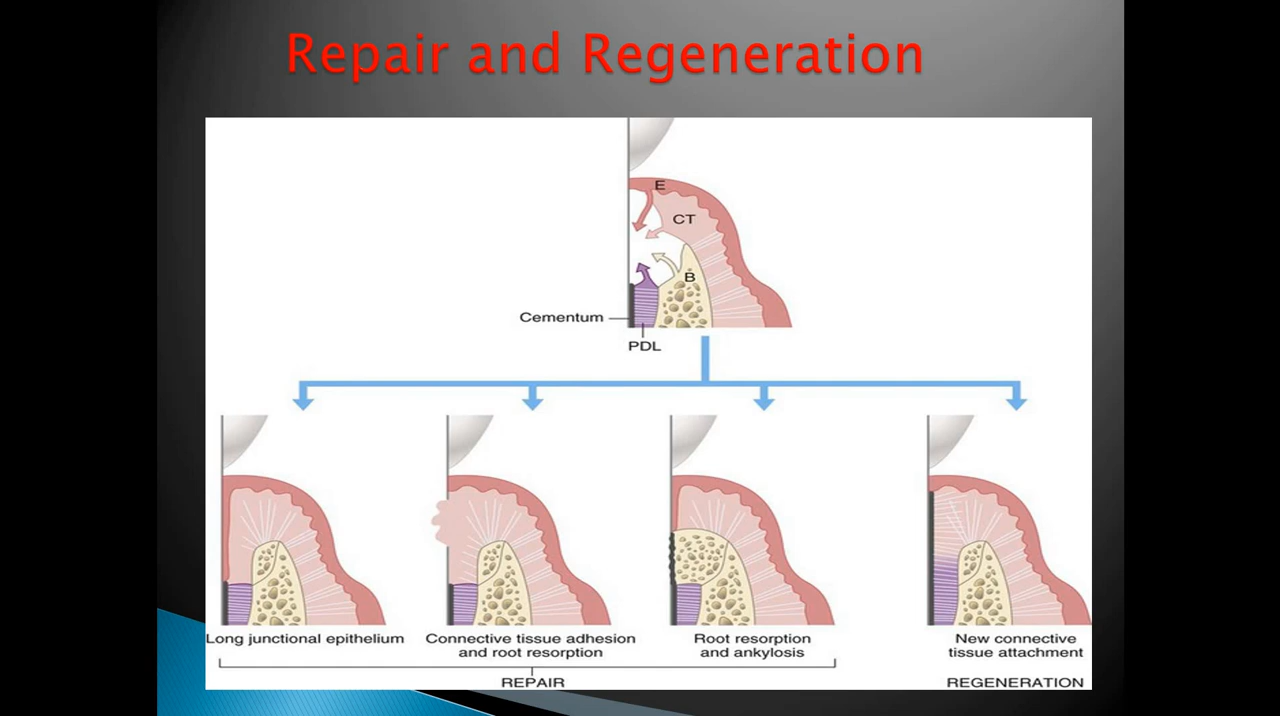 Repair and Regeneration
E
CT
B
Cementum
PDL
Long junctional epithelium
Connective tissue adhesion
and root resorption
Root resorption
and ankylosis
New connective
tissue attachment
REPAIR
REGENERATION